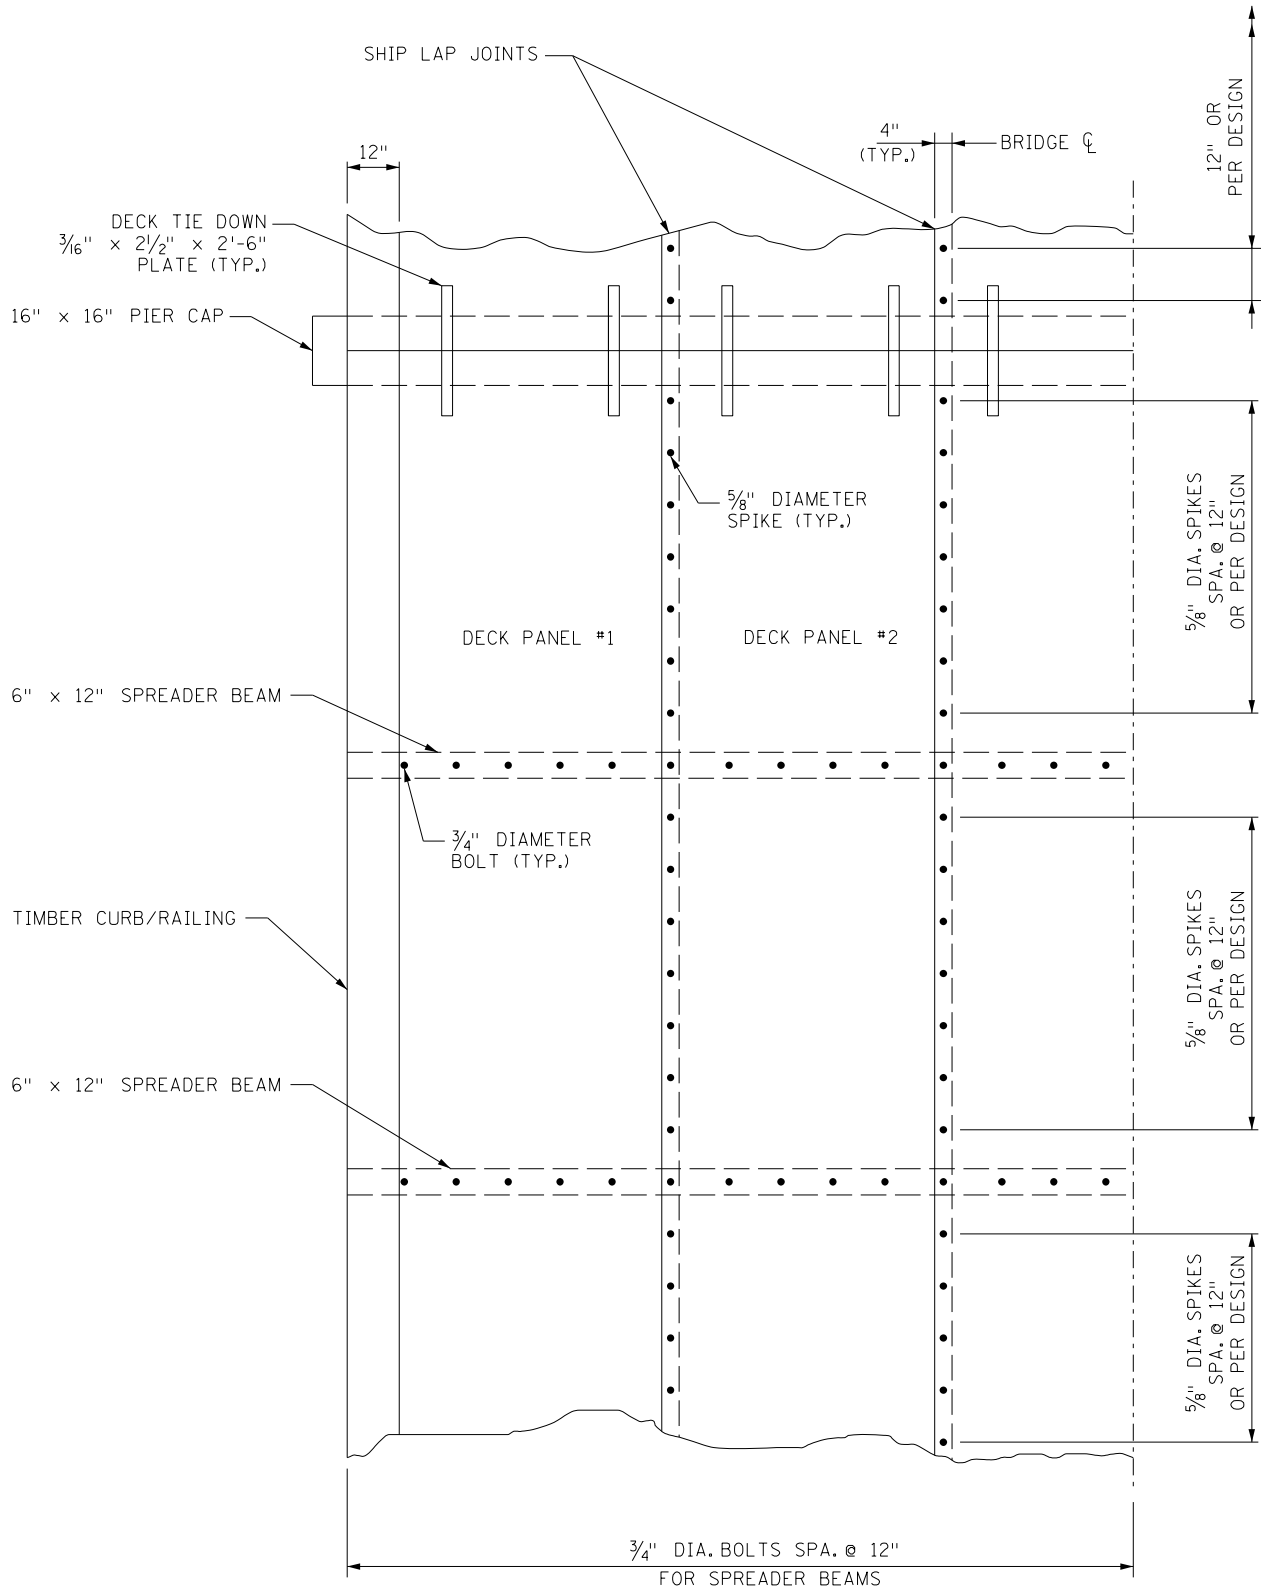 SHIP LAP JOINTS
4"
(TYP.)
BRIDGE ℄
12" OR
PER DESIGN
12"
DECK TIE DOWN
3/16" x 2 1/2" x 2'-6"
PLATE (TYP.)
16" x 16" PIER CAP
5/8" DIAMETER
SPIKE (TYP.)
5/8" DIA. SPIKES
SPA. @ 12"
OR PER DESIGN
DECK PANEL #1
DECK PANEL #2
6" x 12" SPREADER BEAM
3/4" DIAMETER
BOLT (TYP.)
TIMBER CURB/RAILING
5/8" DIA. SPIKES
SPA. @ 12"
OR PER DESIGN
6" x 12" SPREADER BEAM
5/8" DIA. SPIKES
SPA. @ 12"
OR PER DESIGN
3/4" DIA. BOLTS SPA. @ 12"
FOR SPREADER BEAMS